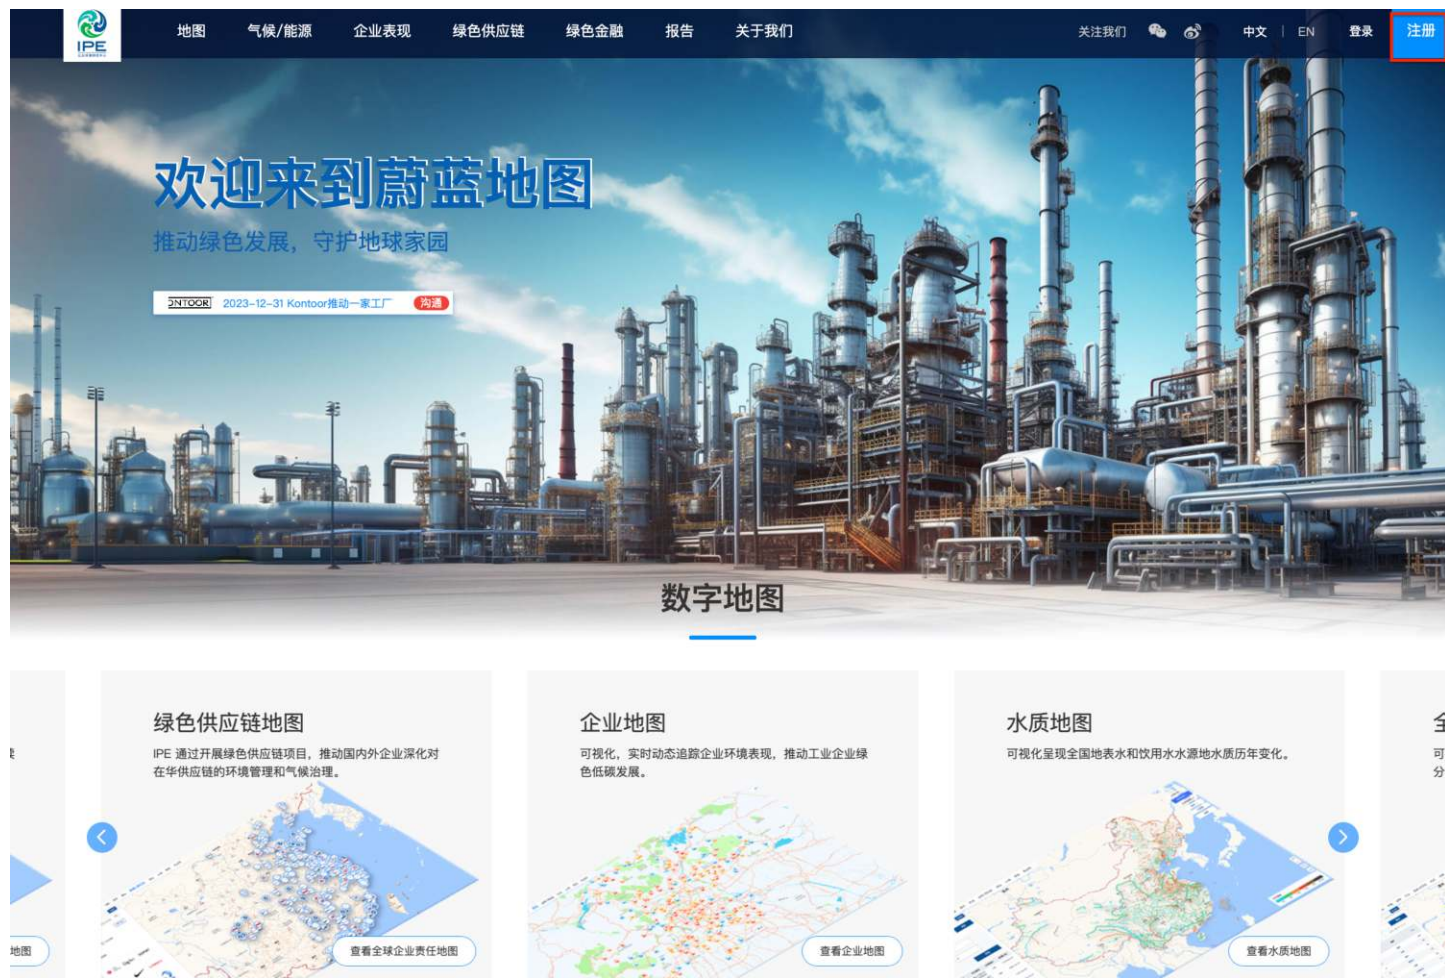 IPE
地图
气候/能源
企业表现
绿色供应链
绿色金融
报告
关于我们
关注我们
中文 | EN
登录
注册
欢迎来到蔚蓝地图
推动绿色发展，守护地球家园
2023-12-31 Kontoor推动一家工厂
沟通
数字地图
绿色供应链地图
IPE 通过开展绿色供应链项目，推动国内外企业深化对
在华供应链的环境管理和气候治理。
查看全球企业责任地图
企业地图
可视化，实时动态追踪企业环境表现，推动工业企业绿
色低碳发展。
查看企业地图
水质地图
可视化呈现全国地表水和饮用水水源地水质历年变化。
查看水质地图
地图
可
分